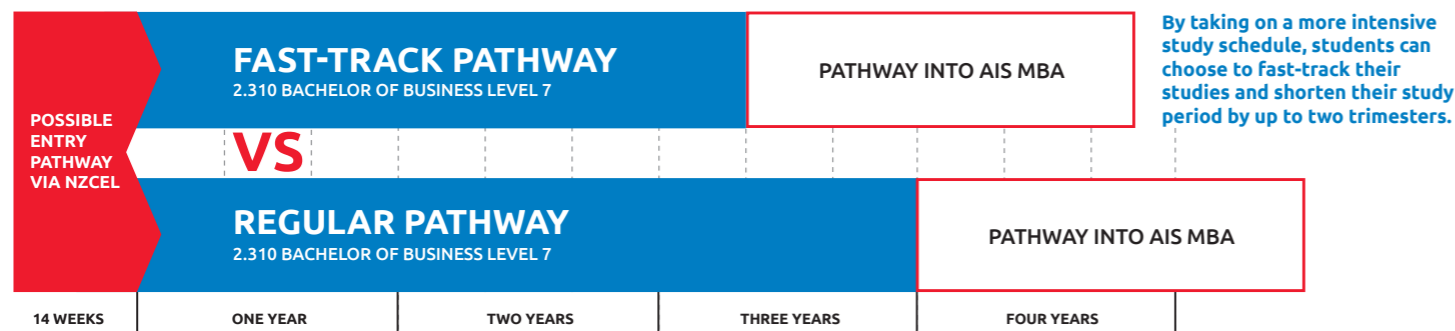 POSSIBLE
ENTRY
PATHWAY
VIA NZCEL
FAST-TRACK PATHWAY
2.310 BACHELOR OF BUSINESS LEVEL 7
PATHWAY INTO AIS MBA
By taking on a more intensive
study schedule, students can
choose to fast-track their
studies and shorten their study
period by up to two trimesters.
VS
REGULAR PATHWAY
2.310 BACHELOR OF BUSINESS LEVEL 7
PATHWAY INTO AIS MBA
14 WEEKS
ONE YEAR
TWO YEARS
THREE YEARS
FOUR YEARS